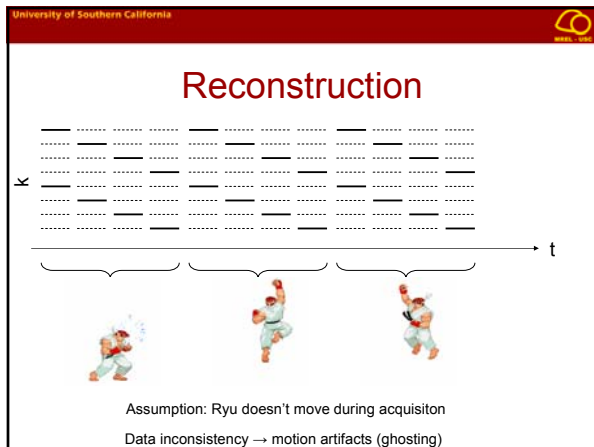 University of Southern California
MREL - USC
Reconstruction
k
t
Assumption: Ryu doesn't move during acquisiton
Data inconsistency → motion artifacts (ghosting)